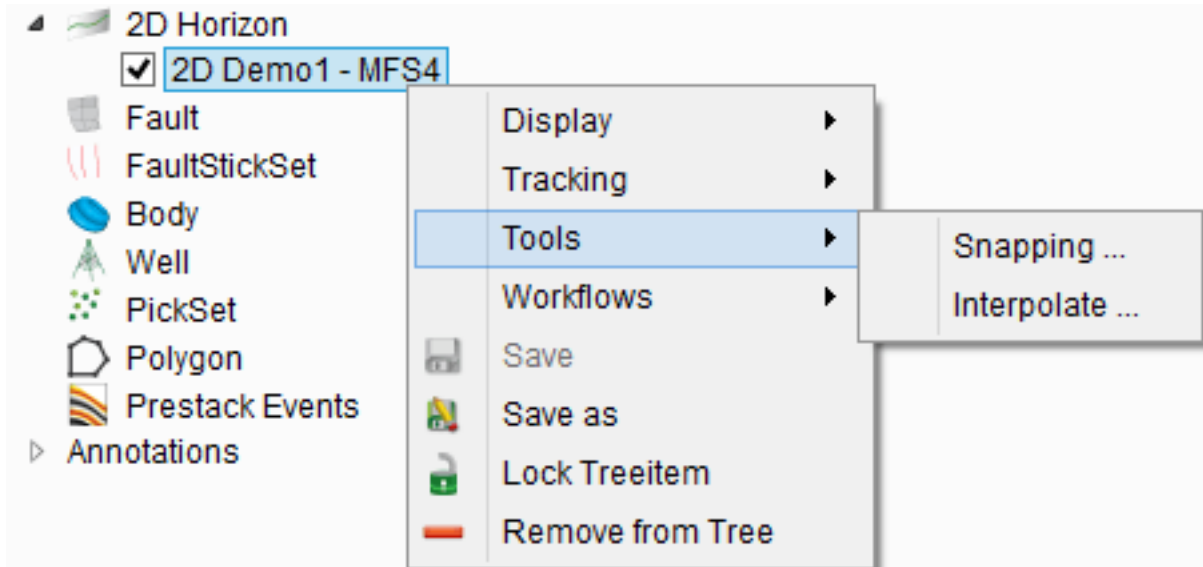 2D Horizon
2D Demo1 - MFS4
Fault
FaultStickSet
Body
Well
PickSet
Polygon
Prestack Events
Annotations
Display
Tracking
Tools
Workflows
Save
Save as
Lock Treeitem
Remove from Tree
Snapping ...
Interpolate ...